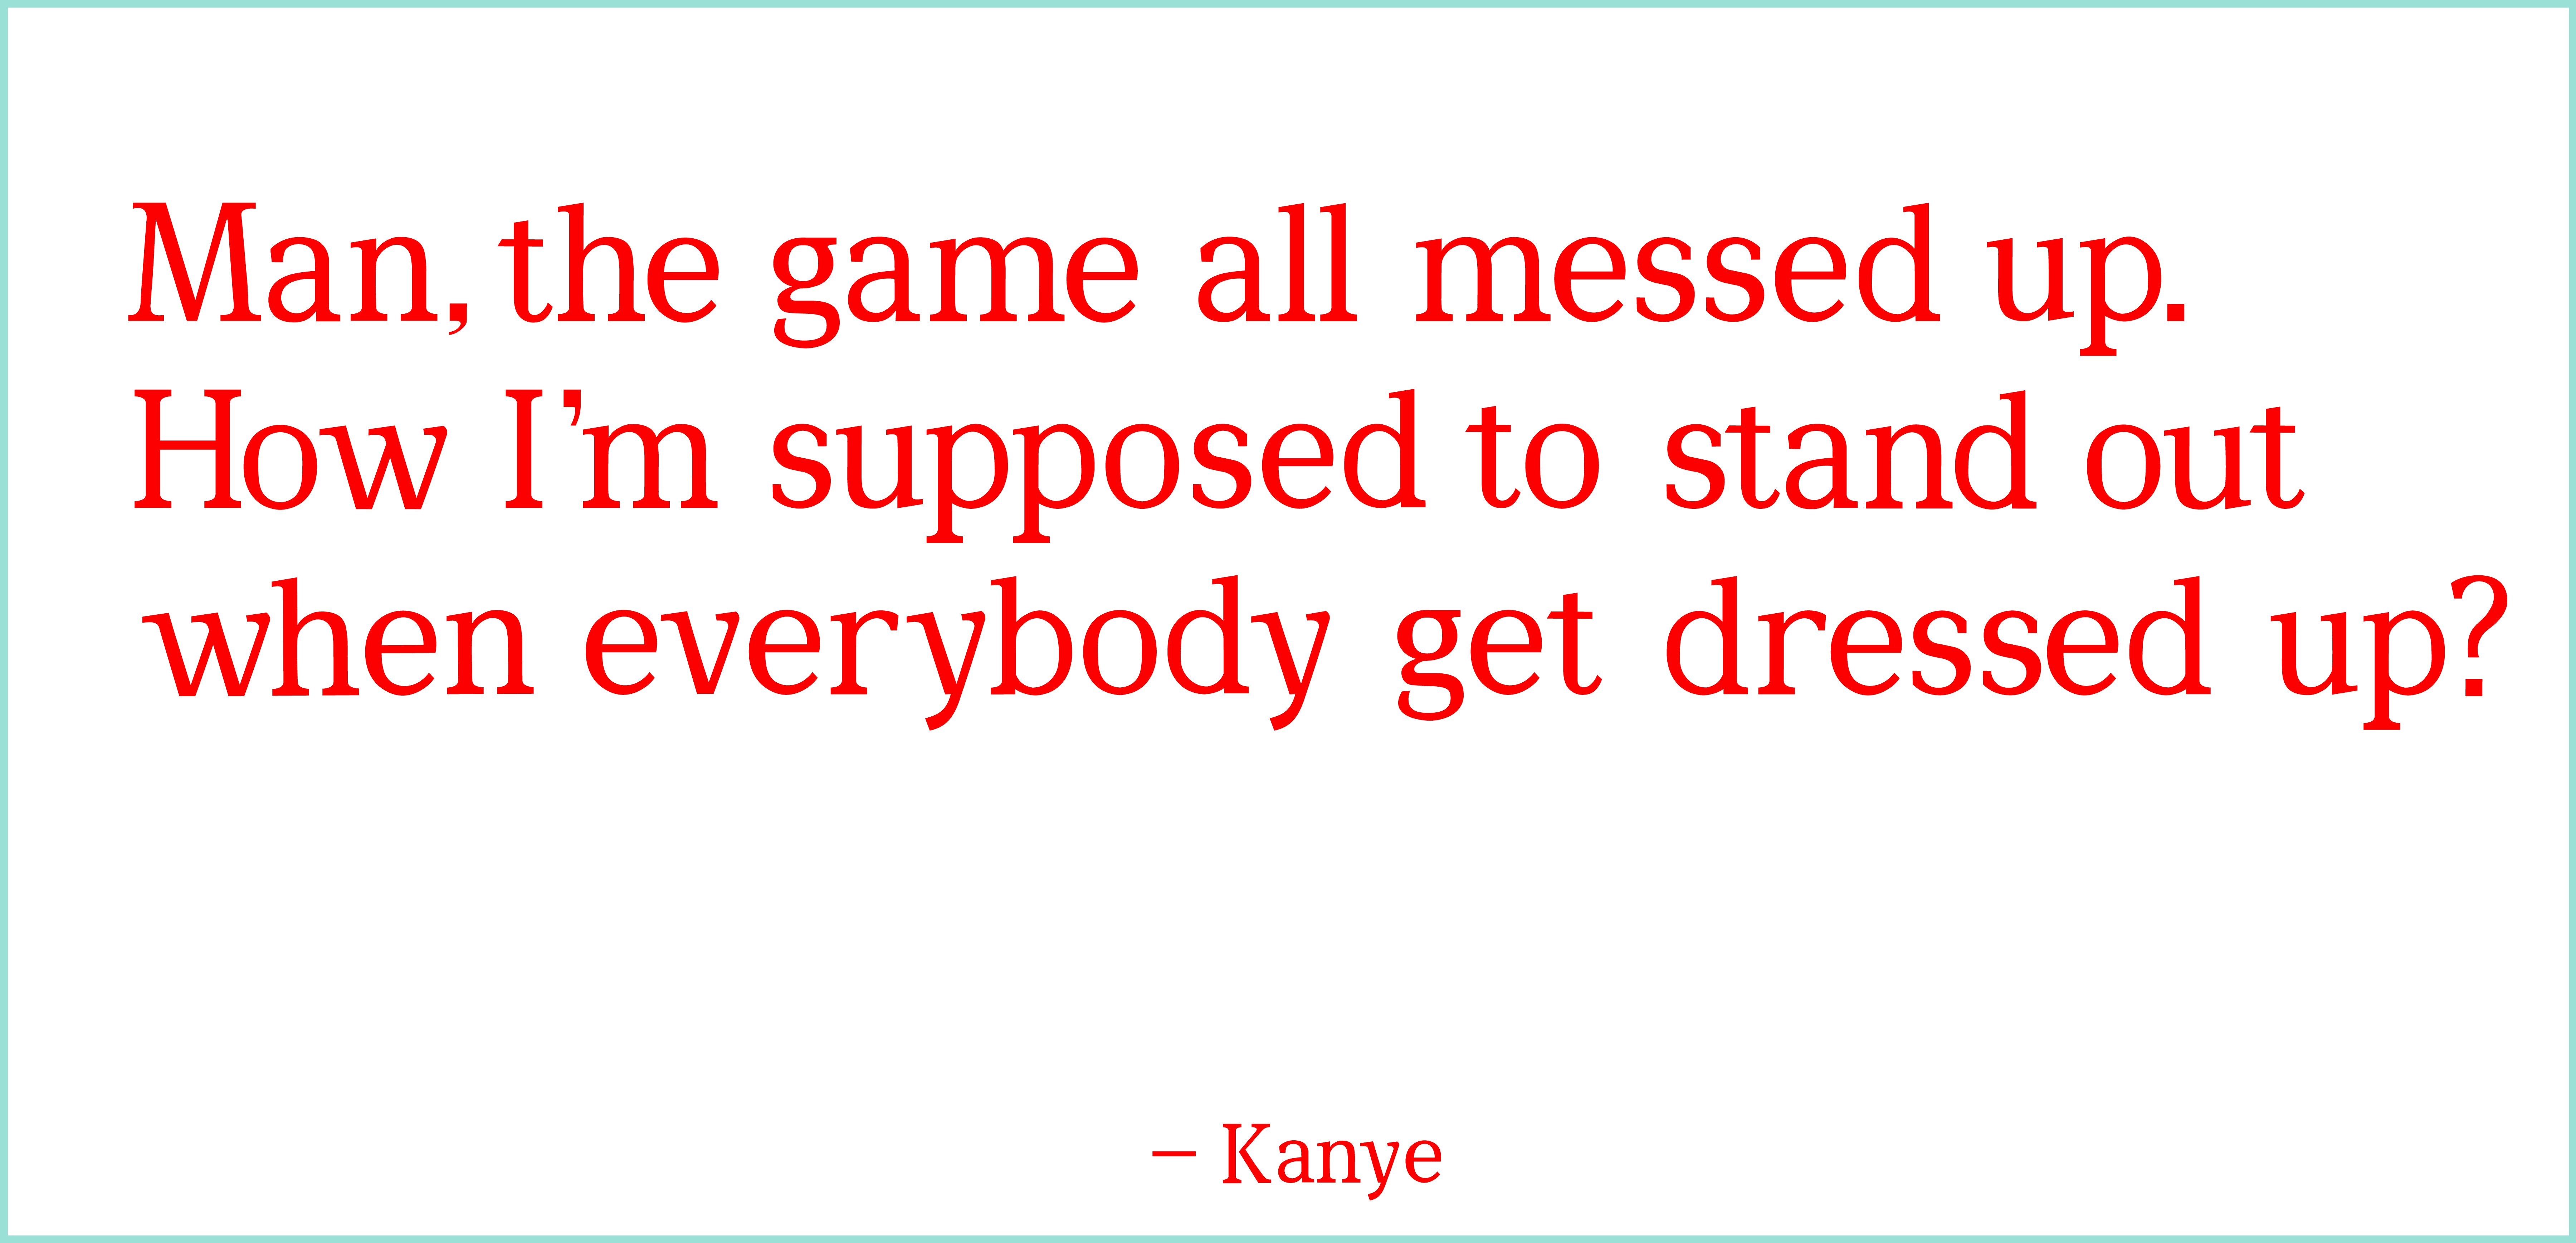 Man, the game all messed up.
How I’m supposed to stand out
when everybody get dressed up?
– Kanye